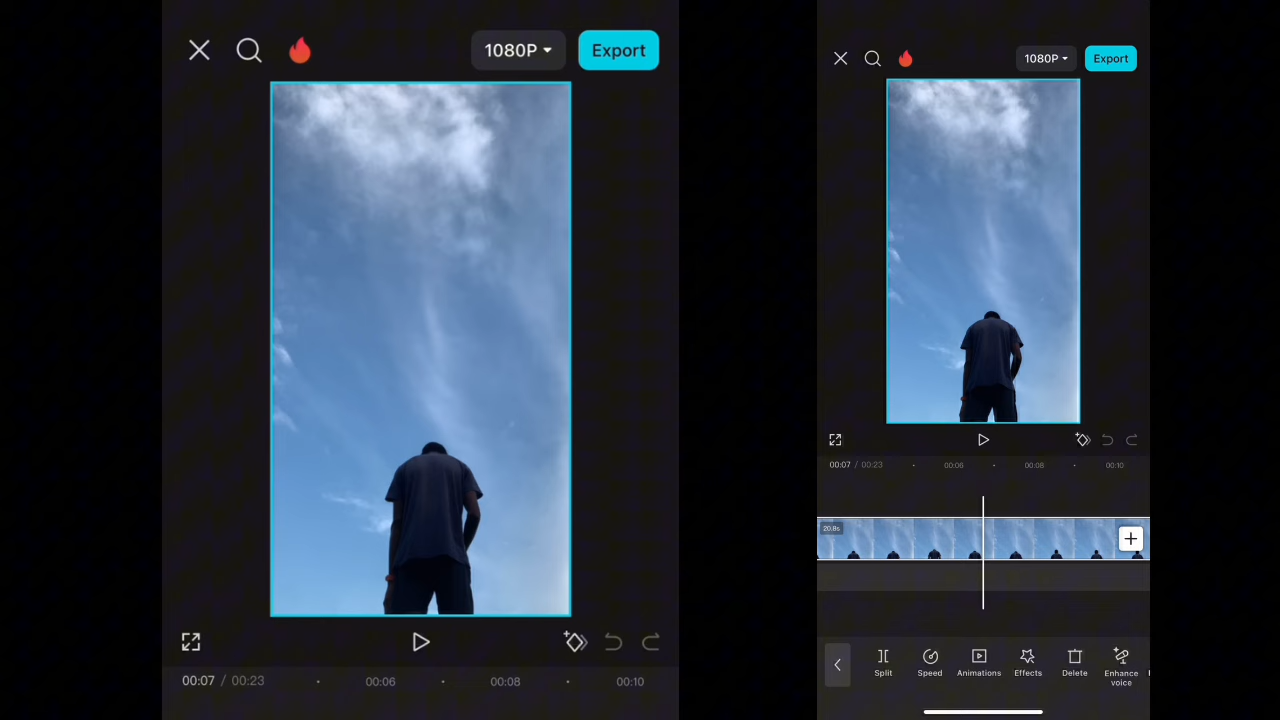 1080P
Export
00:07 / 00:23
00:06
00:08
00:10
1080P
Export
00:07 / 00:23
00:06
00:08
00:10
20.8s
Split
Speed
Animations
Effects
Delete
Enhance
voice